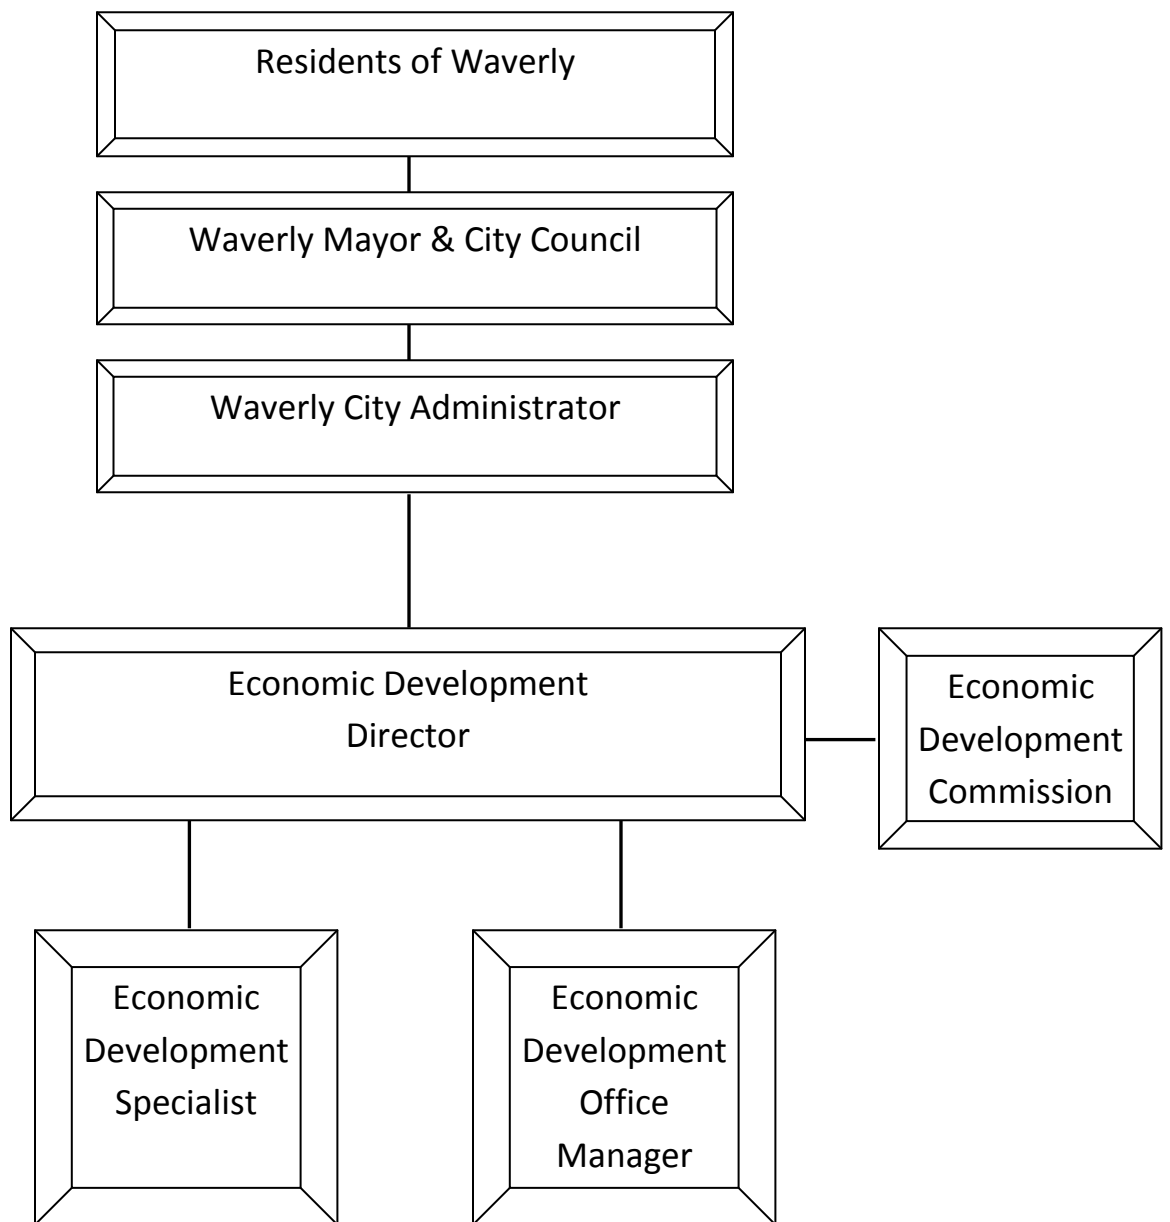 Residents of Waverly
Waverly Mayor & City Council
Waverly City Administrator
Economic Development
Director
Economic
Development
Commission
Economic
Development
Specialist
Economic
Development
Office
Manager